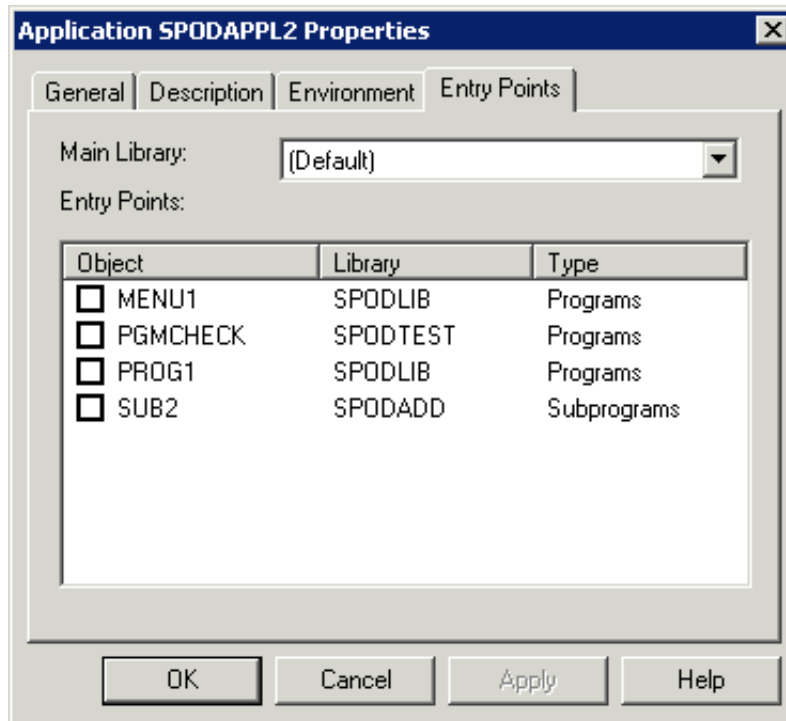 Application SPODAPPL2 Properties
General Description Environment Entry Points
Main Library: (Default)
Entry Points:
Object Library Type
MENU1 SPODLIB Programs
PGMCHECK SPODTEST Programs
PROG1 SPODLIB Programs
SUB2 SPODADD Subprograms
OK Cancel Apply Help